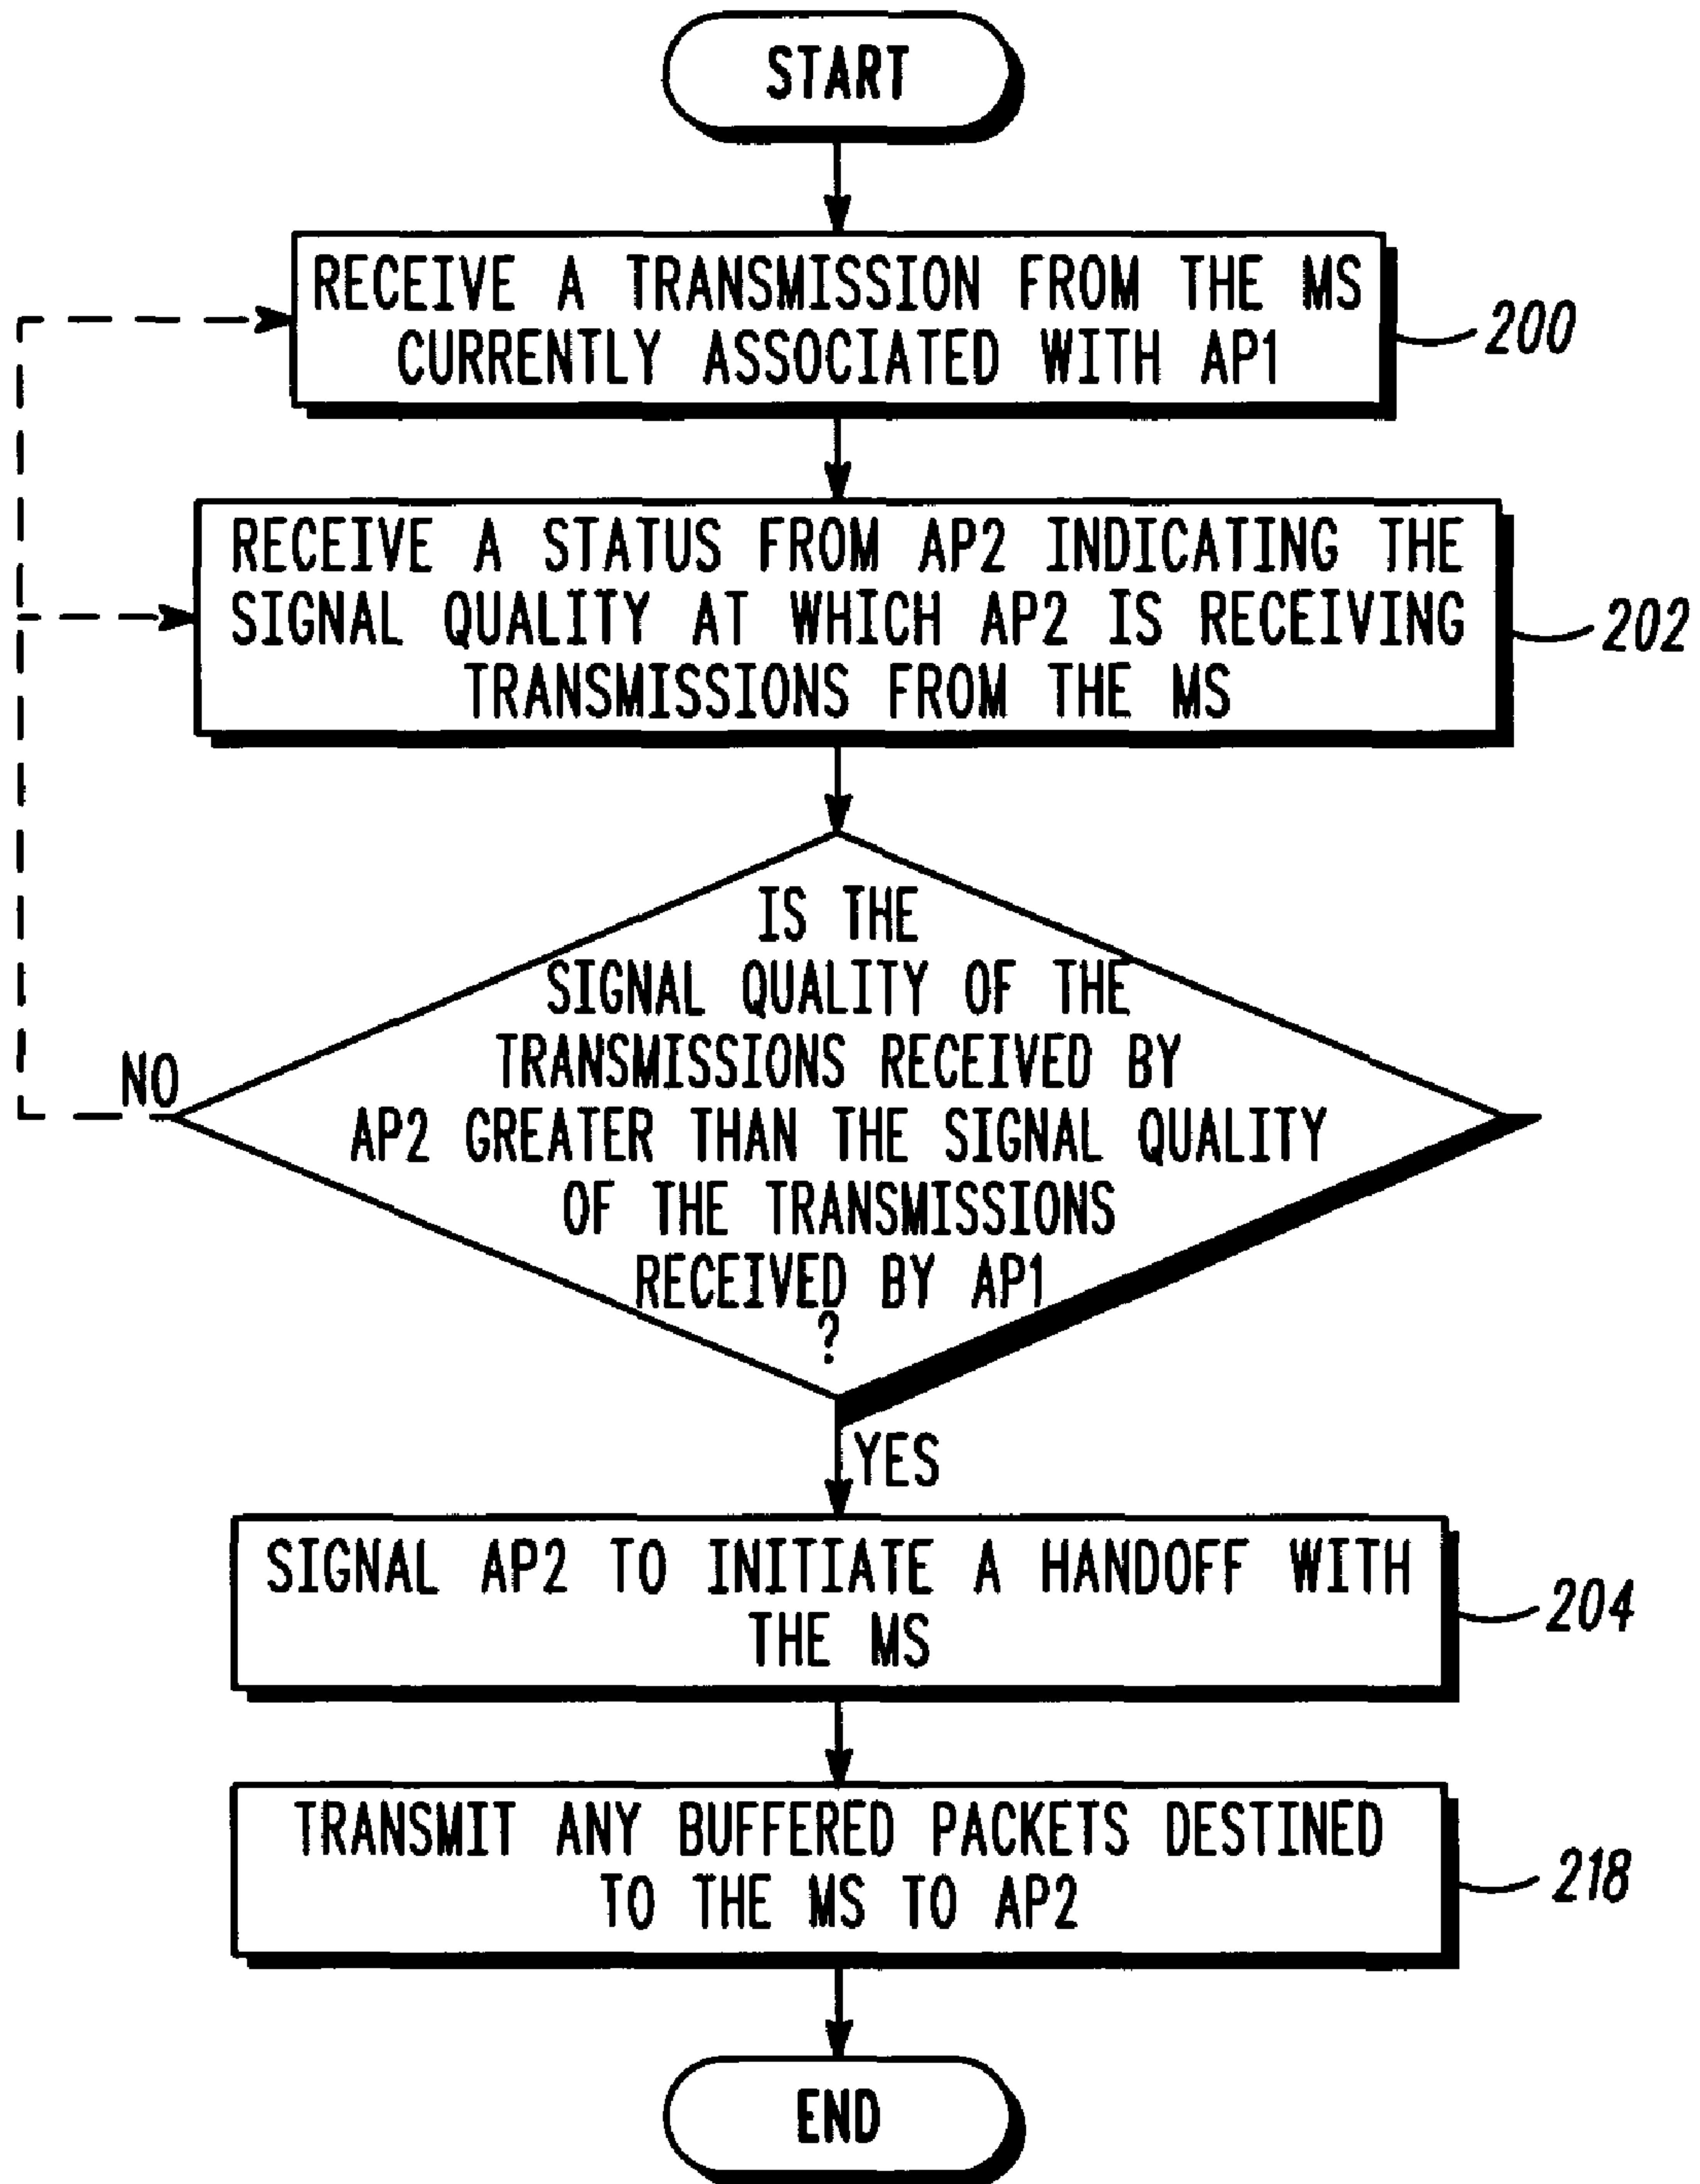 START
RECEIVE A TRANSMISSION FROM THE MS
CURRENTLY ASSOCIATED WITH AP1
200
RECEIVE A STATUS FROM AP2 INDICATING THE
SIGNAL QUALITY AT WHICH AP2 IS RECEIVING
TRANSMISSIONS FROM THE MS
202
IS THE
SIGNAL QUALITY OF THE
TRANSMISSIONS RECEIVED BY
AP2 GREATER THAN THE SIGNAL QUALITY
OF THE TRANSMISSIONS
RECEIVED BY AP1
?
NO
YES
SIGNAL AP2 TO INITIATE A HANDOFF WITH
THE MS
204
TRANSMIT ANY BUFFERED PACKETS DESTINED
TO THE MS TO AP2
218
END